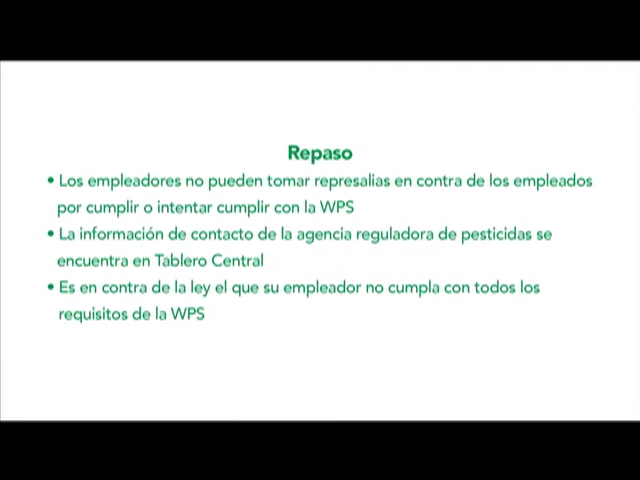 Repaso
• Los empleadores no pueden tomar represalias en contra de los empleados
por cumplir o intentar cumplir con la WPS
• La información de contacto de la agencia reguladora de pesticidas se
encuentra en Tablero Central
• Es en contra de la ley el que su empleador no cumpla con todos los
requisitos de la WPS